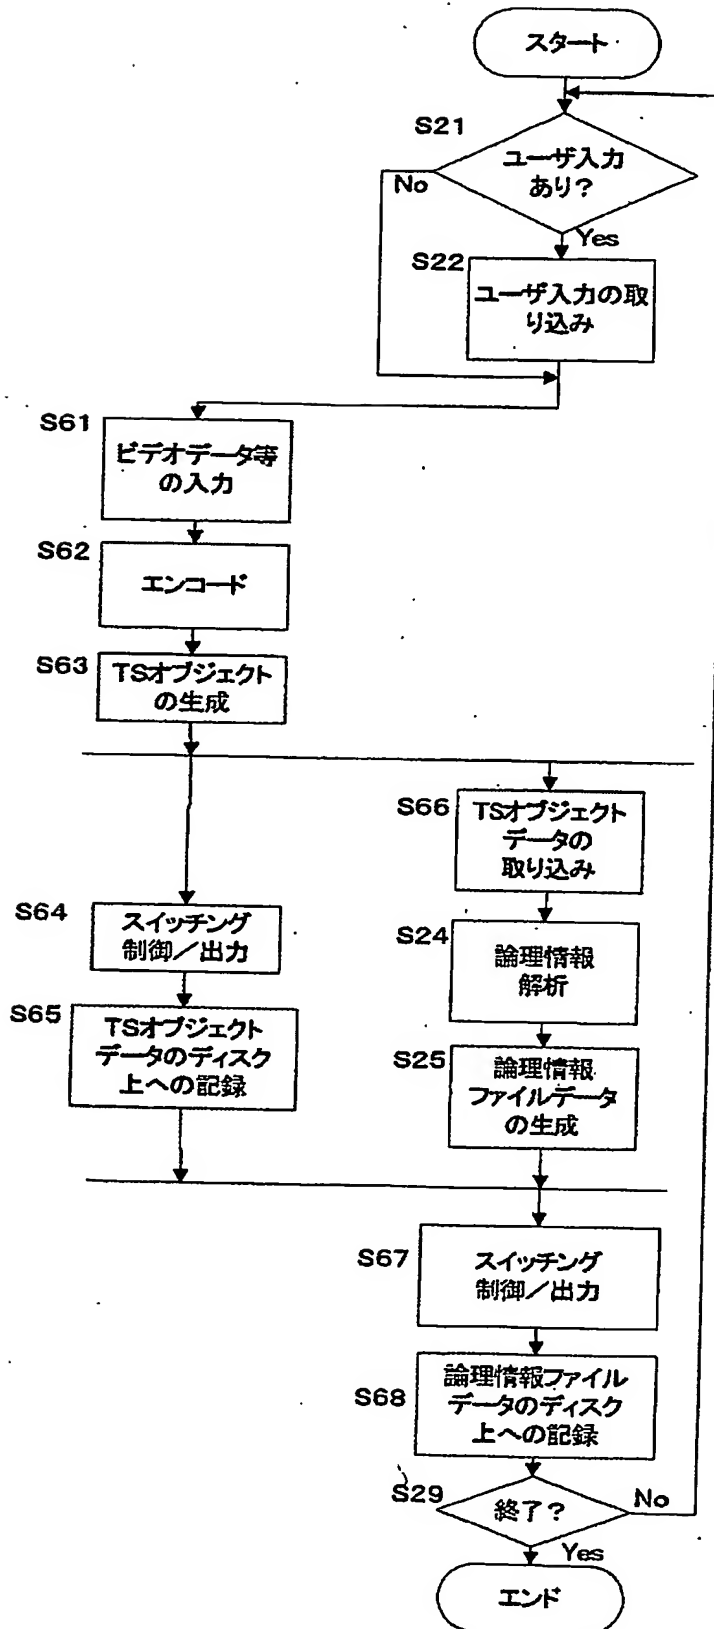 スタート
S21
ユーザ入力
あり?
No
Yes
S22
ユーザ入力の取
り込み
S61
ビデオデータ等
の入力
S62
エンコード
S63
TSオブジェクト
の生成
S66
TSオブジェクト
データの
取り込み
S64
スイッチング
制御/出力
S24
論理情報
解析
S65
TSオブジェクト
データのディスク
上への記録
S25
論理情報
ファイルデータ
の生成
S67
スイッチング
制御/出力
S68
論理情報ファイル
データのディスク
上への記録
S29
終了?
No
Yes
エンド